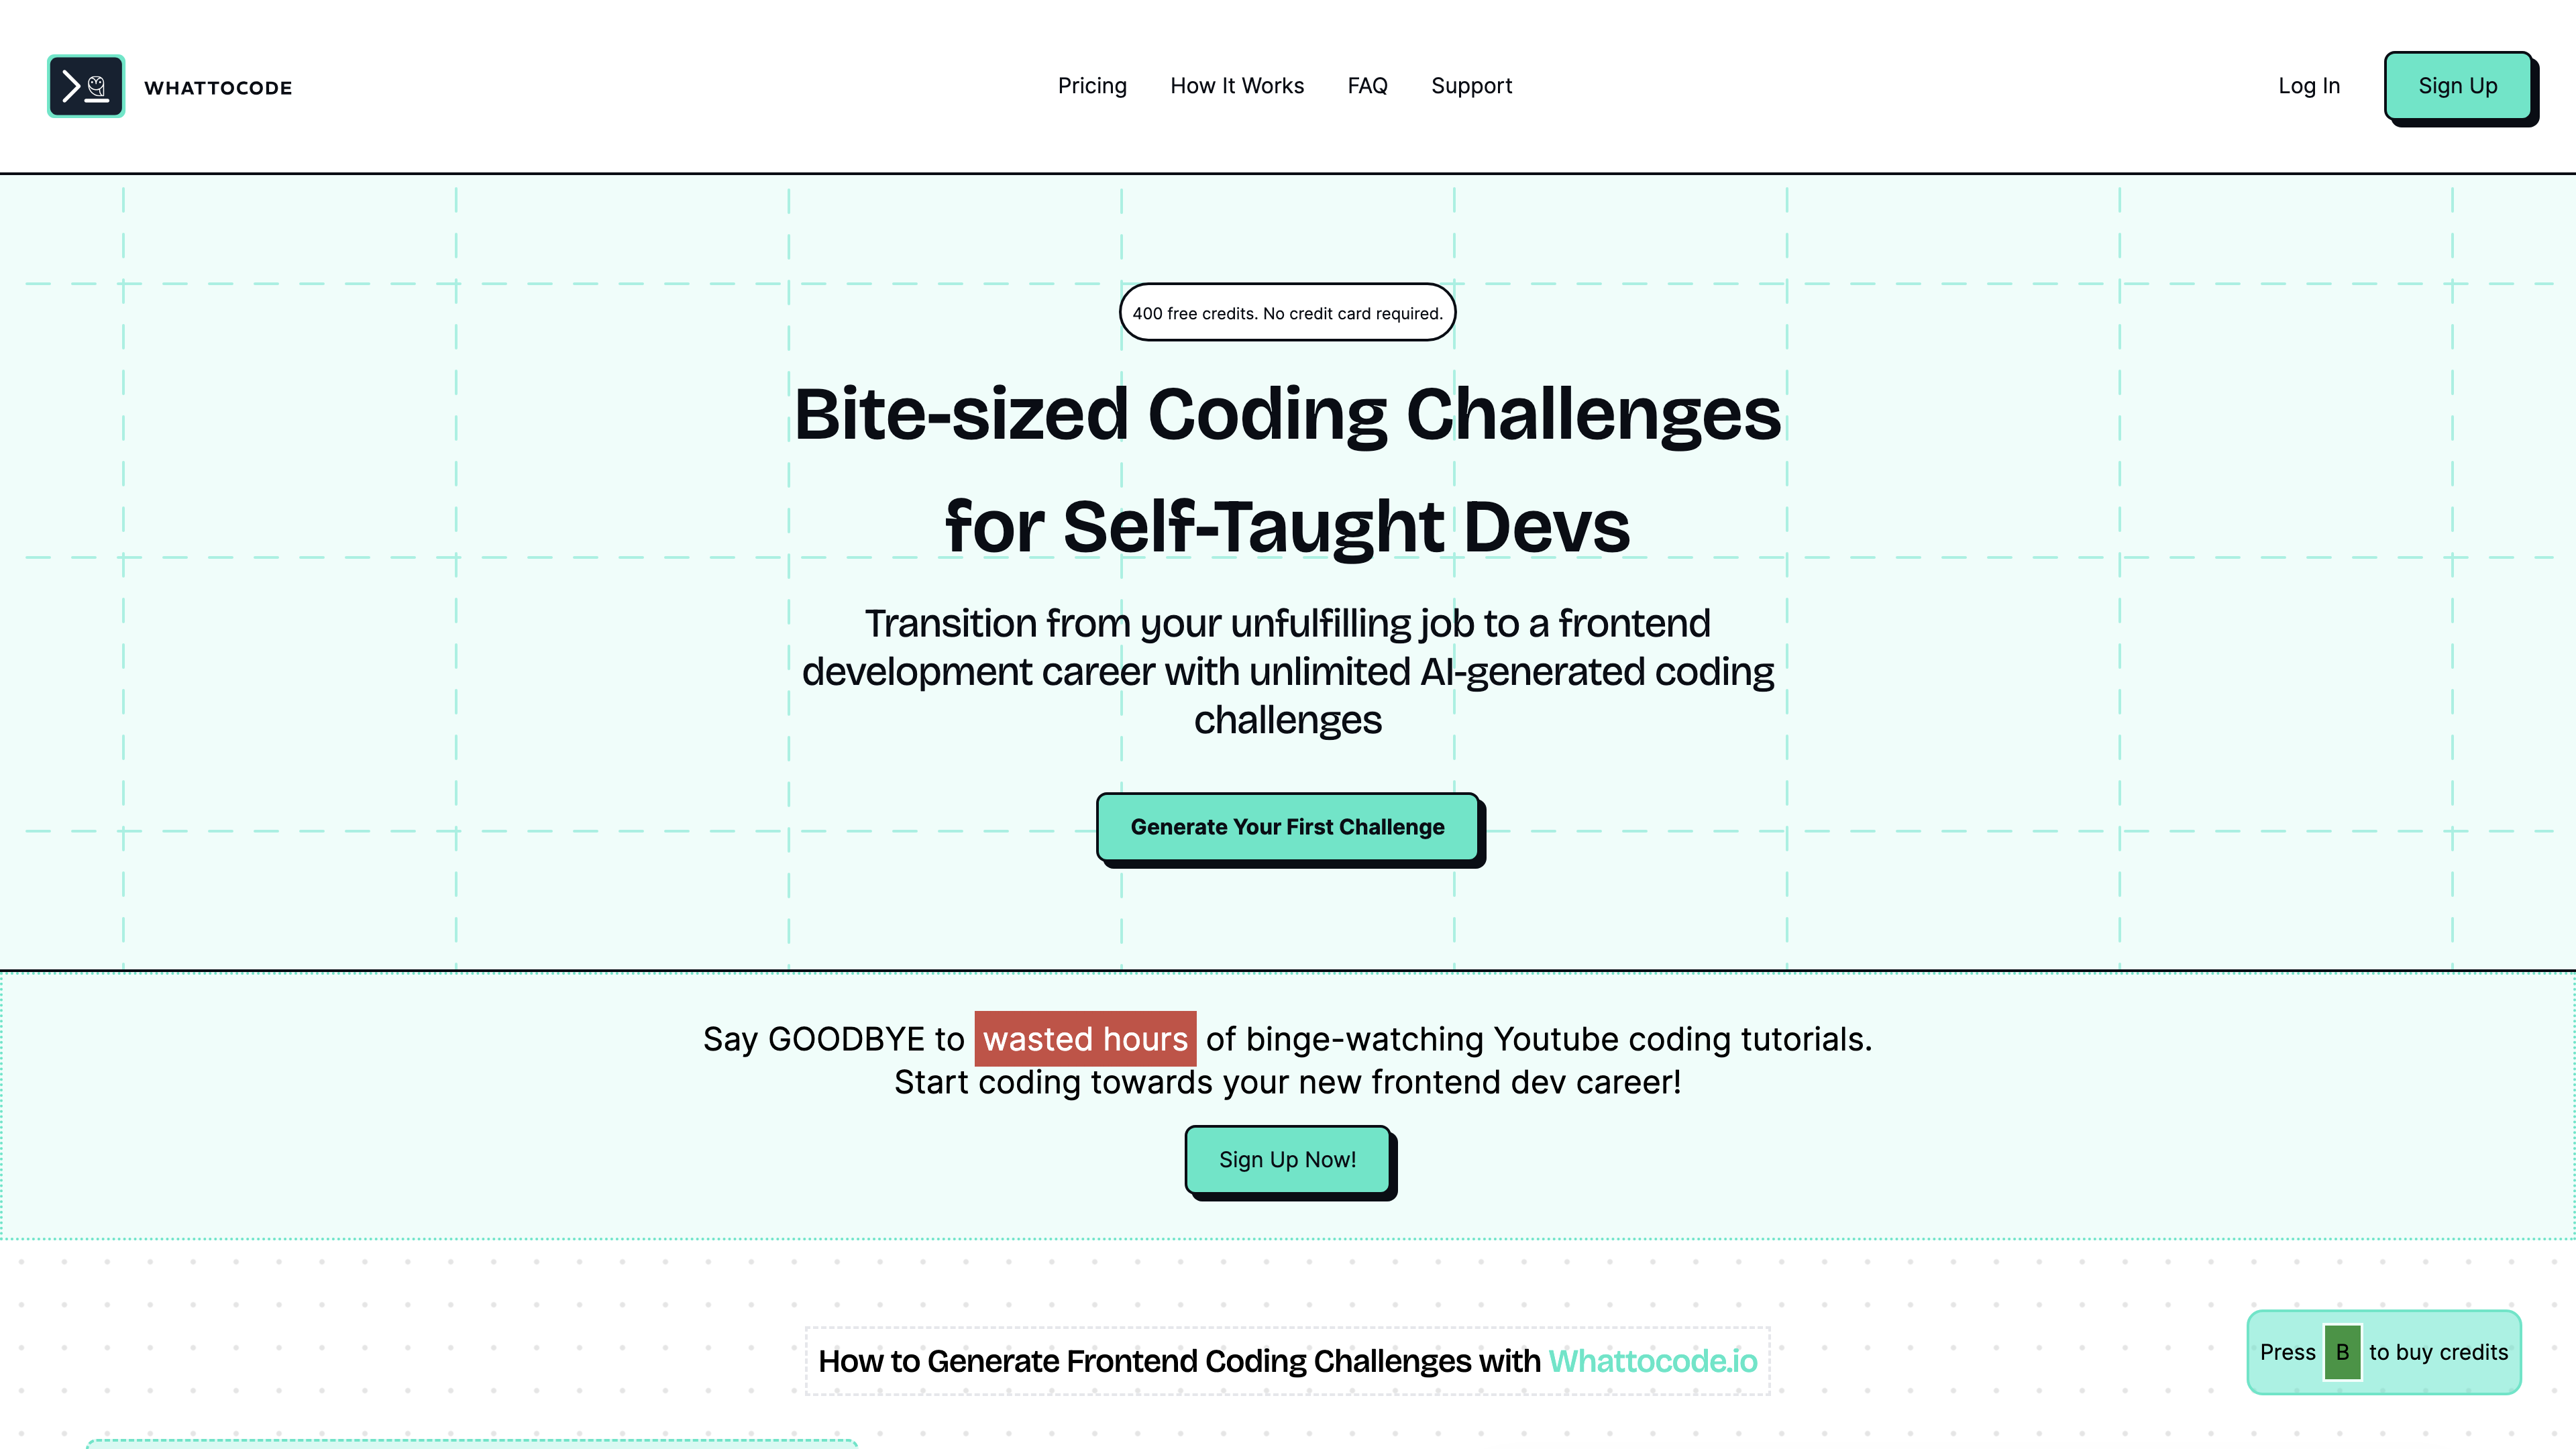 WHATTOCODE
Pricing
How It Works
FAQ
Support
Log In
Sign Up
400 free credits. No credit card required.
Bite-sized Coding Challenges
for Self-Taught Devs
Transition from your unfulfilling job to a frontend
development career with unlimited AI-generated coding
challenges
Generate Your First Challenge
Say GOODBYE to wasted hours of binge-watching Youtube coding tutorials.
Start coding towards your new frontend dev career!
Sign Up Now!
How to Generate Frontend Coding Challenges with Whattocode.io
Press B to buy credits